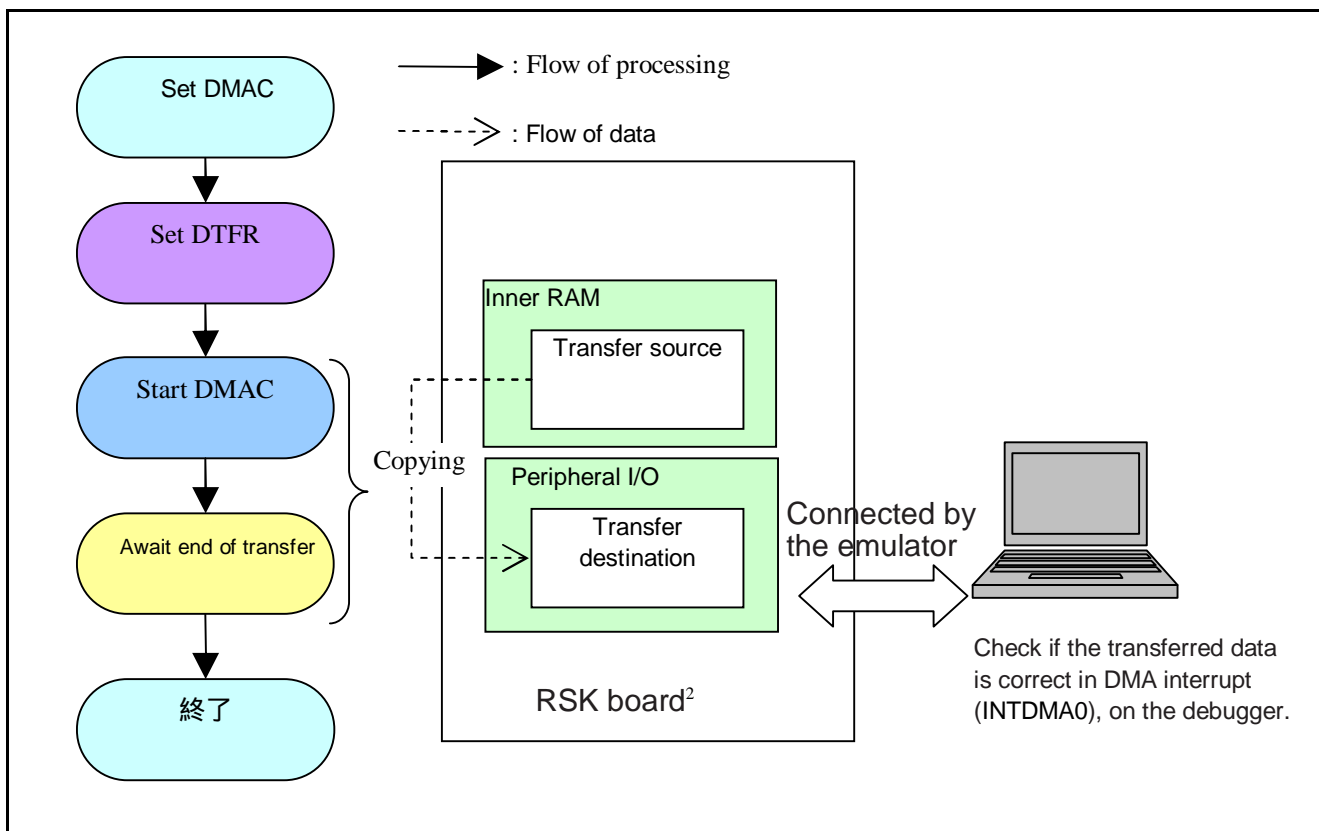 Set DMAC
Set DTFR
Start DMAC
Await end of transfer
終了
: Flow of processing
: Flow of data
Copying
Inner RAM
Transfer source
Peripheral I/O
Transfer
destination
RSK board²
Connected by
the emulator
Check if the transferred data
is correct in DMA interrupt
(INTDMA0), on the debugger.